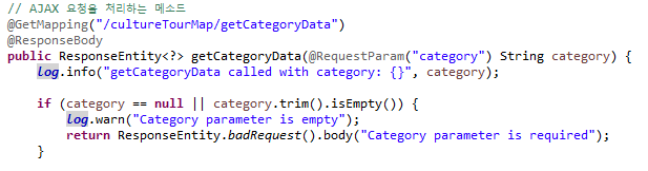 // AJAX 요청을 처리하는 메소드
@GetMapping("/cultureTourMap/getCategoryData")
@ResponseBody
public ResponseEntity<?> getCategoryData(@RequestParam("category") String category) {
    log.info("getCategoryData called with category: {}", category);

    if (category == null || category.trim().isEmpty()) {
        log.warn("Category parameter is empty");
        return ResponseEntity.badRequest().body("Category parameter is required");
    }